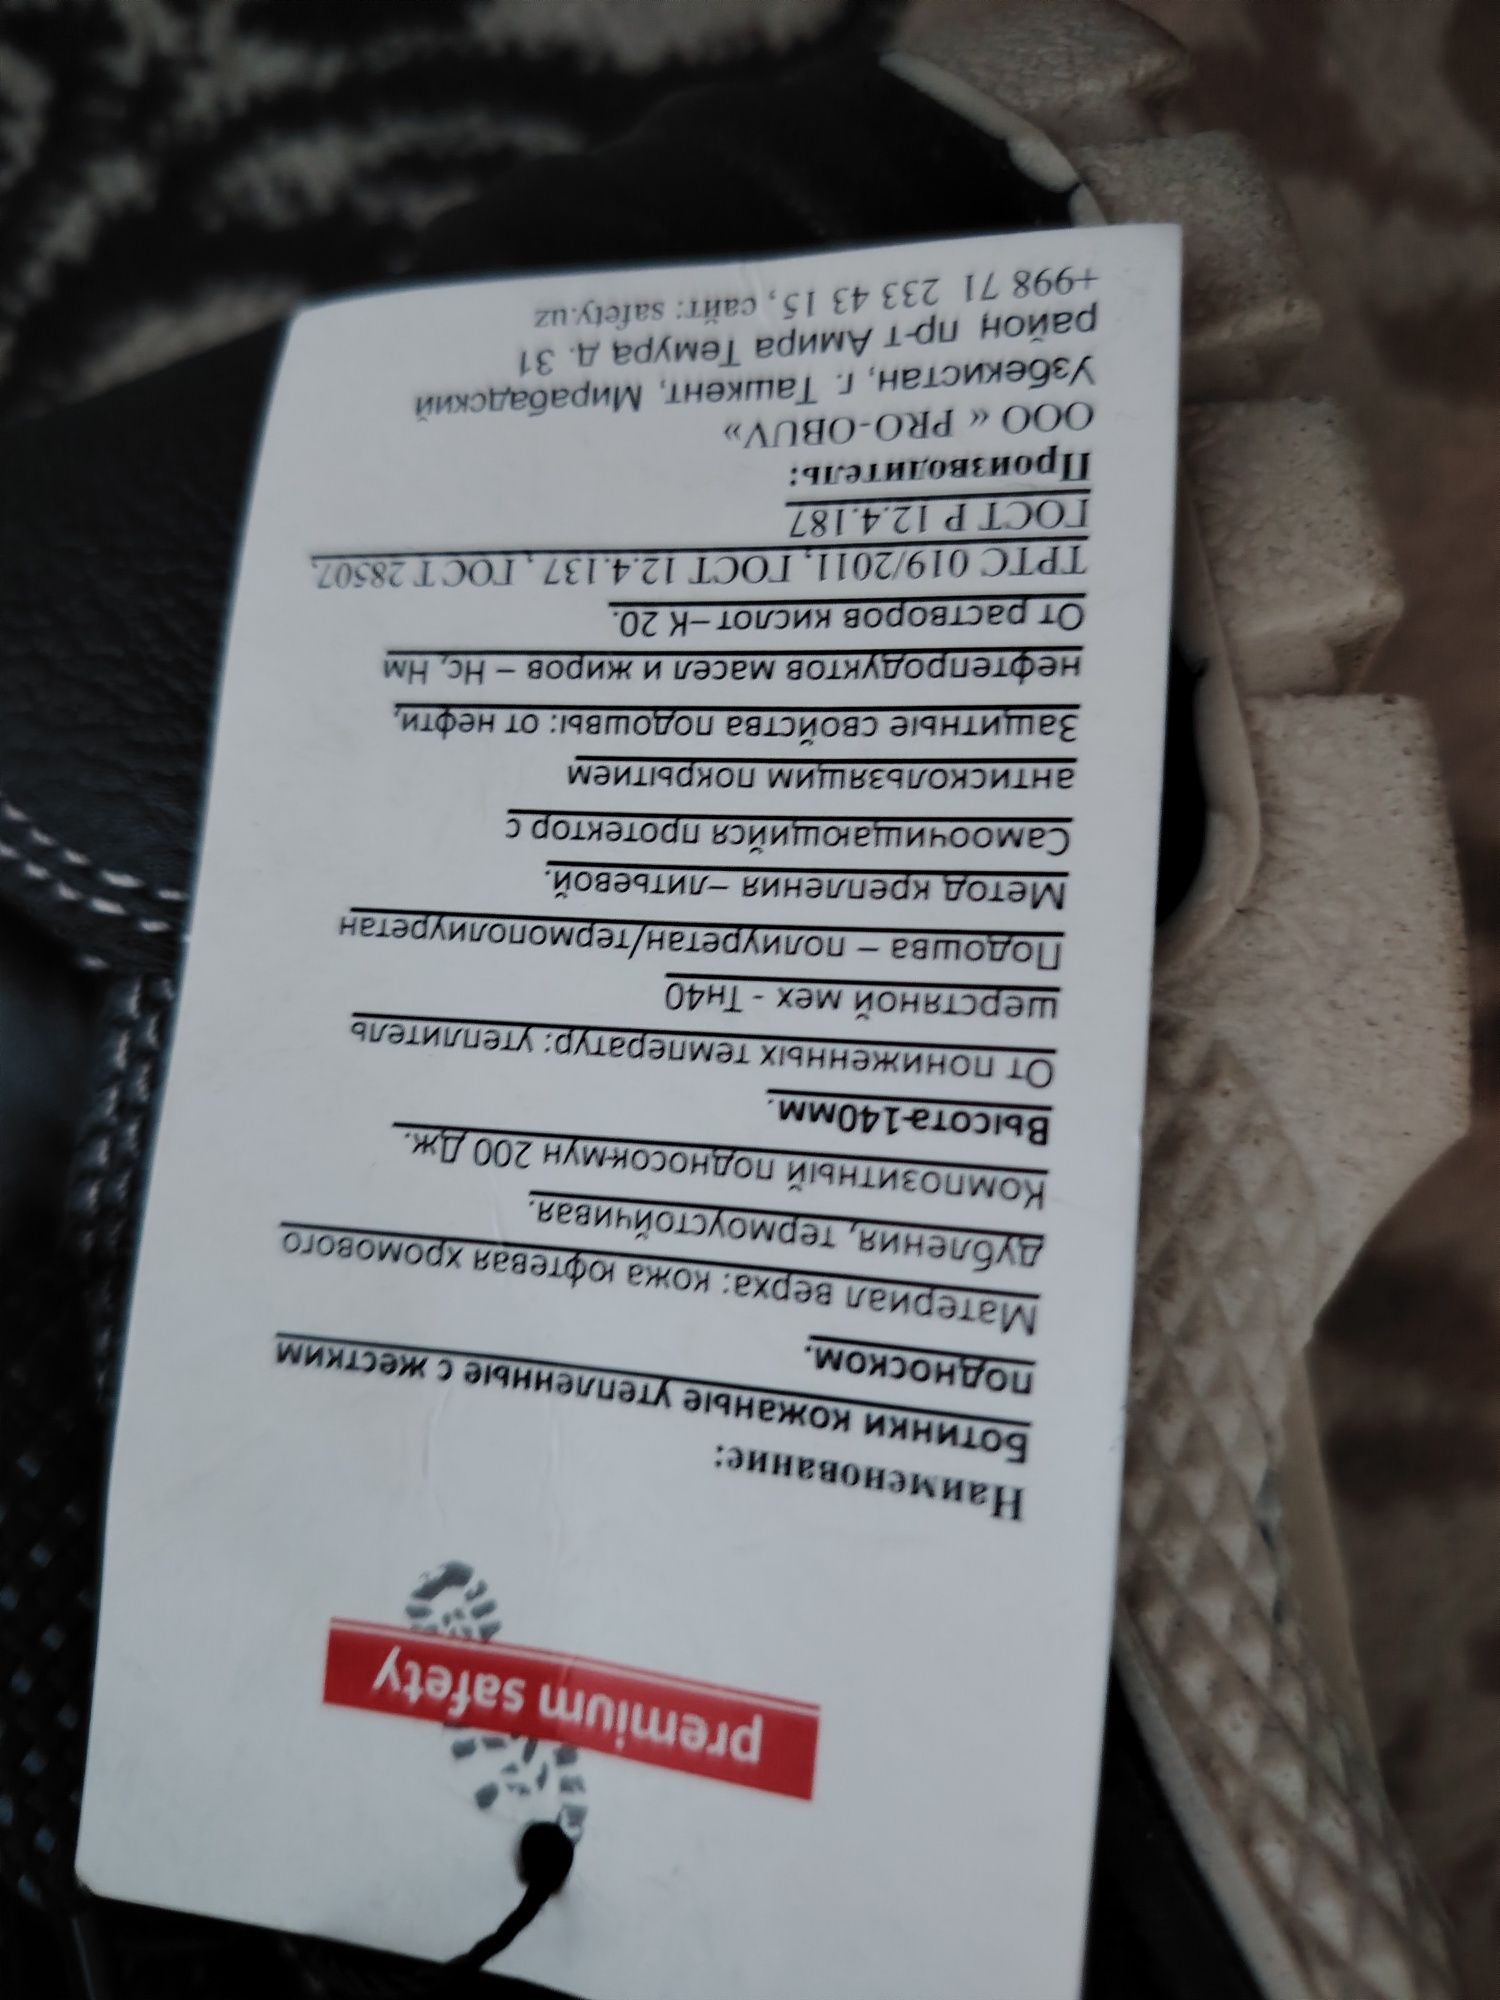 premium safety
Наименование:
Ботинки кожаные утепленные с жестким
подноском.
Материал верха: кожа юфтевая хромового
дубления, термоустойчивая.
Композитный подносок-мун 200 Дж.
Высота-140мм.
От пониженных температур: утеплитель
шерстяной мех - Тн40
Подошва – полиуретан/термополиуретан
Метод крепления –литьевой.
Самоочищающийся протектор с
антискользящим покрытием
Защитные свойства подошвы: от нефти,
нефтепродуктов масел и жиров – Нс, Нм
От растворов кислот–К 20.
ТРТС 019/2011, ГОСТ 12.4.137, ГОСТ 28507,
ГОСТ Р 12.4.187
Производитель:
ООО « PRO-OBUV»
Узбекистан, г. Ташкент, Мирабадский
район пр-т Амира Темура д. 31
+998 71 233 43 15, сайт: safety.uz